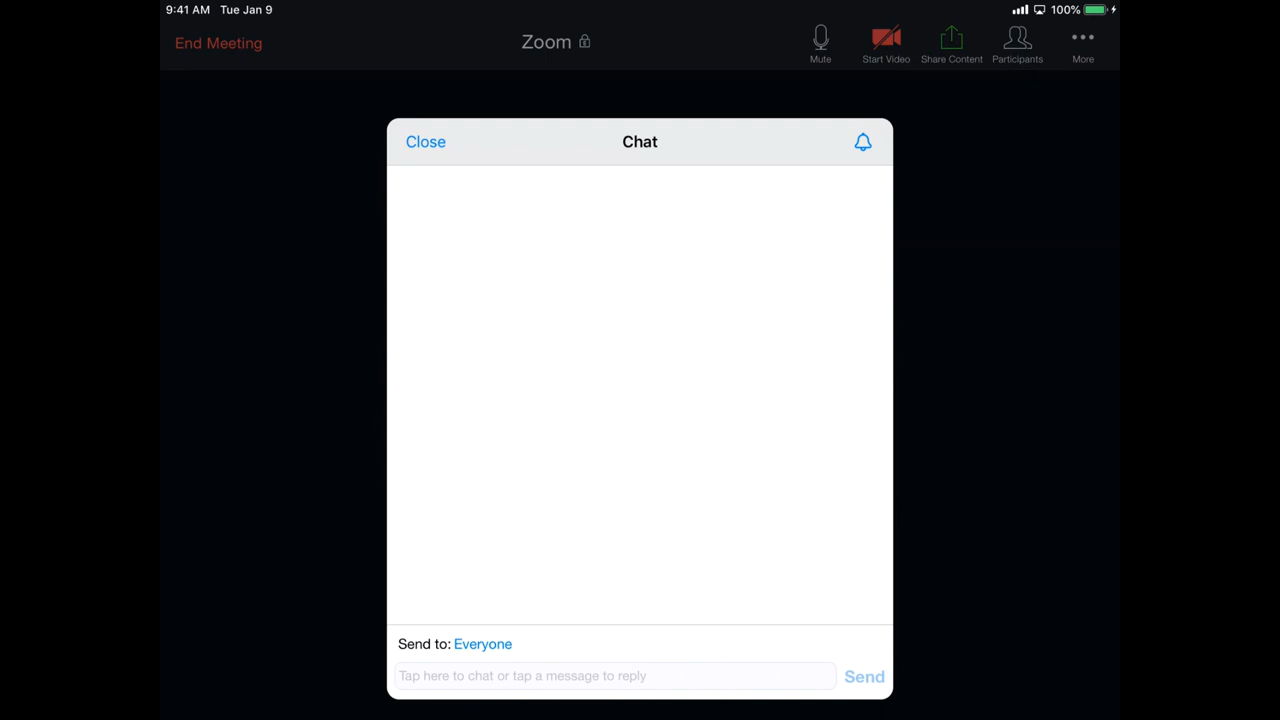 9:41 AM Tue Jan 9 100%
End Meeting Zoom
Mute Start Video Share Content Participants More
Close Chat
Send to: Everyone
Tap here to chat or tap a message to reply Send